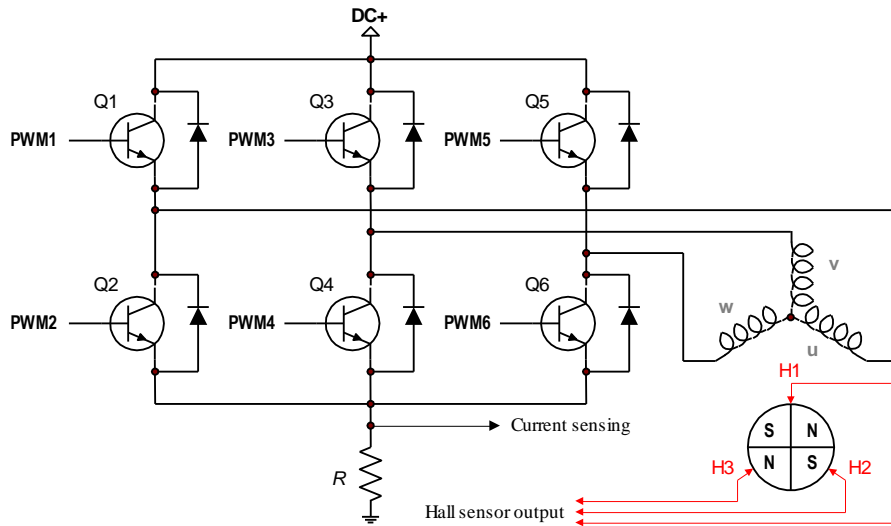 DC+
Q1 Q3 Q5
PWM1 PWM3 PWM5
v
Q2 Q4 Q6
w
PWM2 PWM4 PWM6
u
H1
Current sensing
S N
H3 N S H2
R
Hall sensor output